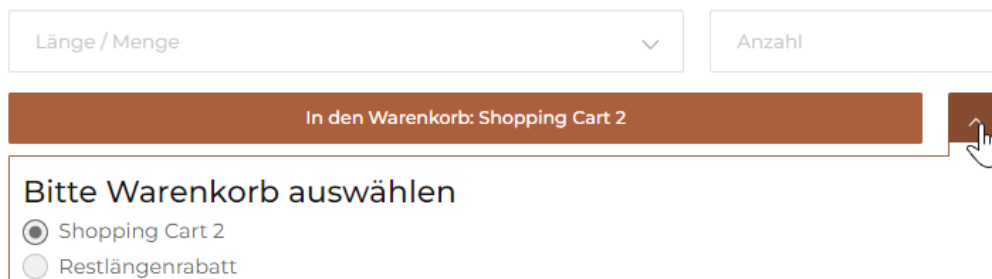 Länge / Menge
Anzahl
In den Warenkorb: Shopping Cart 2
Bitte Warenkorb auswählen
Shopping Cart 2
Restlängenrabatt